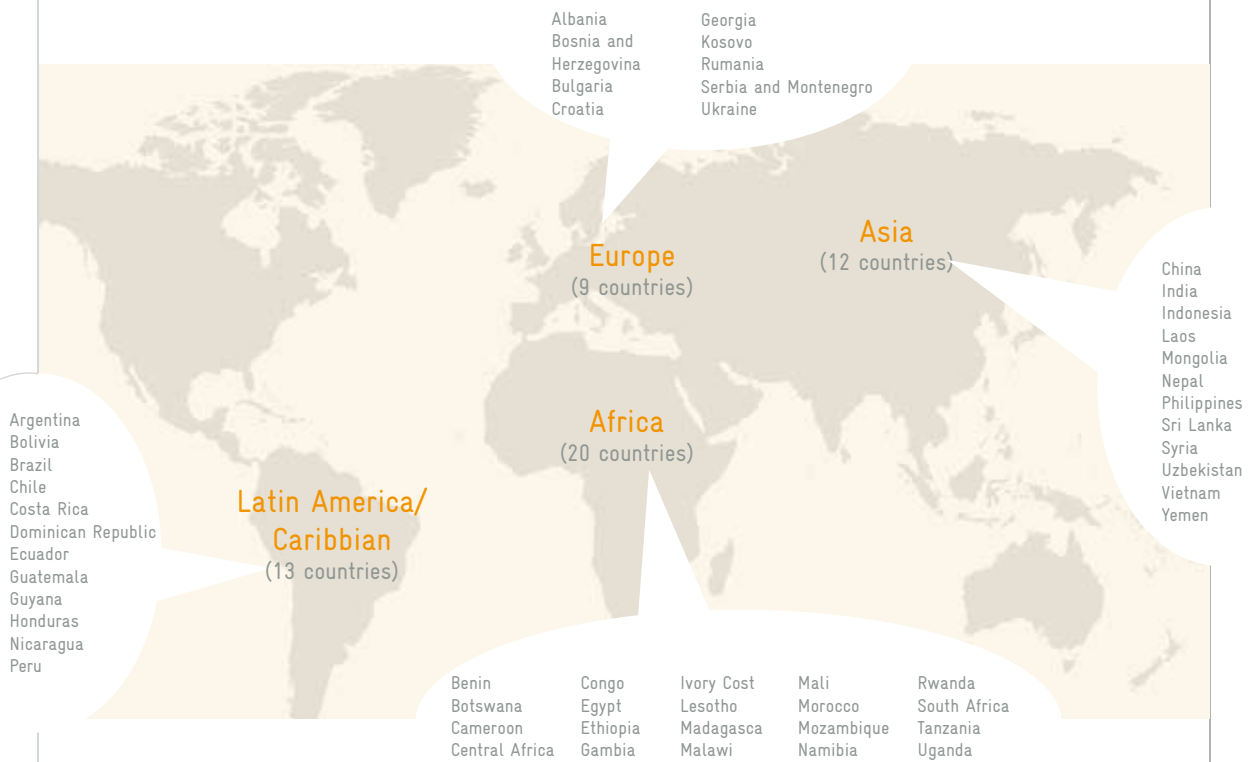 Albania
Bosnia and
Herzegovina
Bulgaria
Croatia
Georgia
Kosovo
Rumania
Serbia and Montenegro
Ukraine
Europe
(9 countries)
Asia
(12 countries)
China
India
Indonesia
Laos
Mongolia
Nepal
Philippines
Sri Lanka
Syria
Uzbekistan
Vietnam
Yemen
Africa
(20 countries)
Latin America/
Caribbian
(13 countries)
Argentina
Bolivia
Brazil
Chile
Costa Rica
Dominican Republic
Ecuador
Guatemala
Guyana
Honduras
Nicaragua
Peru
Benin
Botswana
Cameroon
Central Africa
Congo
Egypt
Ethiopia
Gambia
Ivory Cost
Lesotho
Madagasca
Malawi
Mali
Morocco
Mozambique
Namibia
Rwanda
South Africa
Tanzania
Uganda